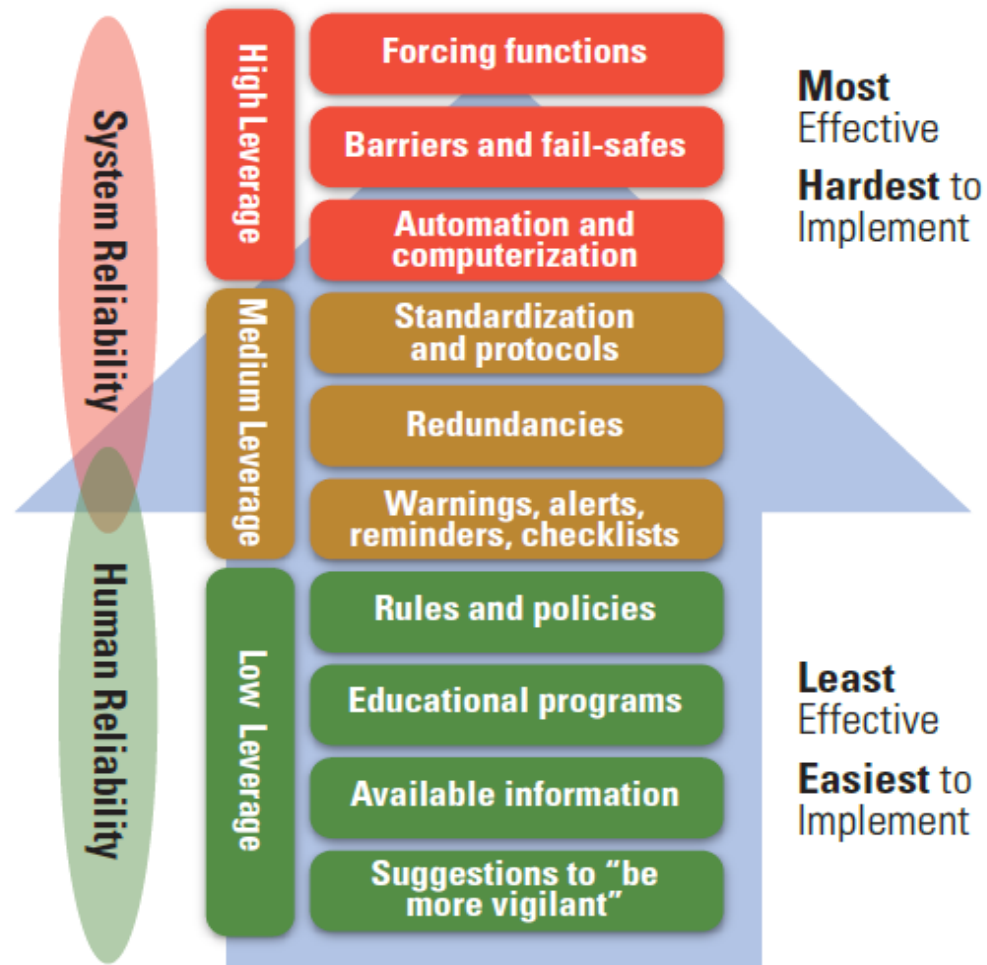 System Reliability
Human Reliability
High Leverage
Forcing functions
Barriers and fail-safes
Automation and
computerization
Medium Leverage
Standardization
and protocols
Redundancies
Warnings, alerts,
reminders, checklists
Low Leverage
Rules and policies
Educational programs
Available information
Suggestions to “be
more vigilant”
Most
Effective
Hardest to
Implement
Least
Effective
Easiest to
Implement